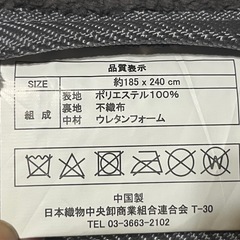 品質表示
SIZE 約185 x 240 cm
組成 表地 ポリエステル100%
裏地 不織布
中材 ウレタンフォーム
中国製
日本織物中央卸商業組合連合会 T-30
TEL 03-3663-2102